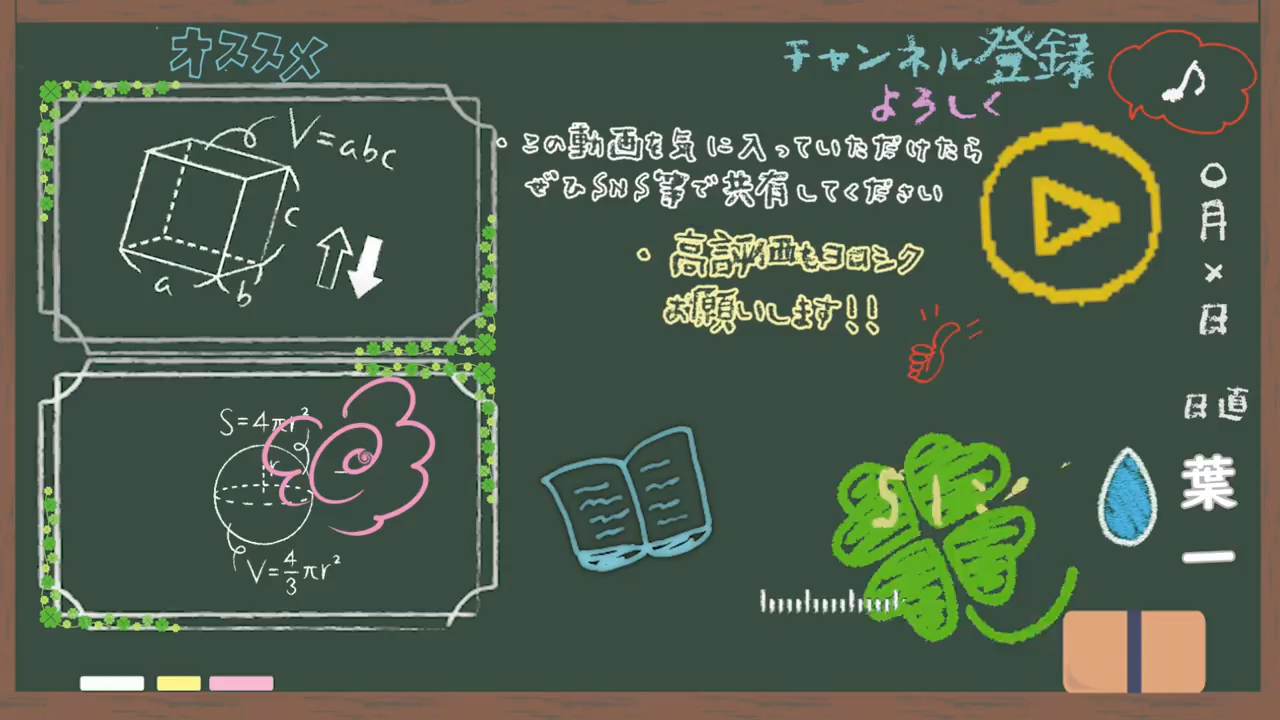 オススメ
V=abc
c
a
b
S=4πr²
r
V=4/3πr²
チャンネル登録
よろしく
・この動画を気に入っていただけたら
ぜひSNS等で共有してください
・高評価もヨロシク
お願いします!!
〇月×日
日直
葉一